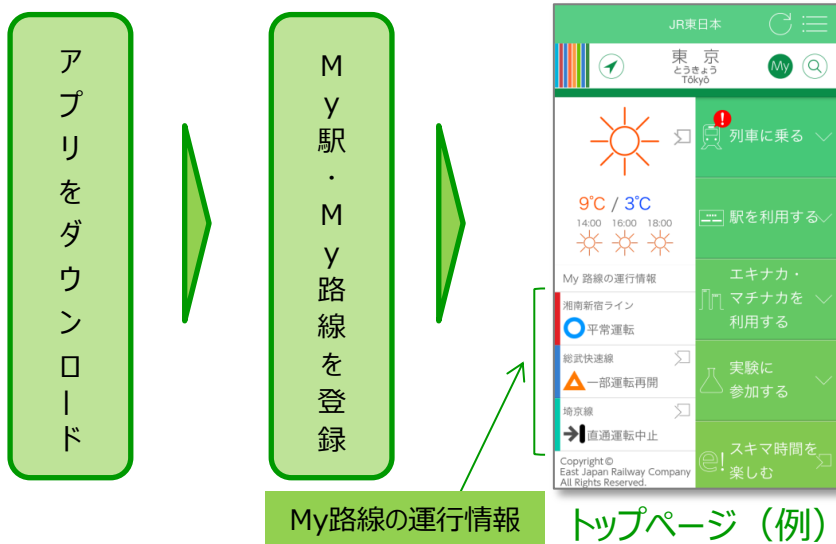 アプリをダウンロード
My駅・My路線を登録
JR東日本
東 京
とうきょう
Tōkyō
My
9℃ / 3℃
14:00 16:00 18:00
My 路線の運行情報
湘南新宿ライン
平常運転
総武快速線
一部運転再開
埼京線
直通運転中止
Copyright©
East Japan Railway Company
All Rights Reserved.
列車に乗る
駅を利用する
エキナカ・
マチナカを
利用する
実験に
参加する
スキマ時間を
楽しむ
My路線の運行情報
トップページ（例）